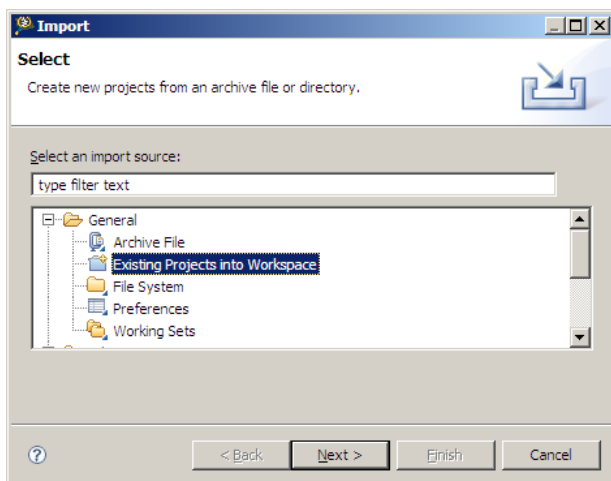 Import
Select
Create new projects from an archive file or directory.
Select an import source:
type filter text
General
Archive File
Existing Projects into Workspace
File System
Preferences
Working Sets
?
< Back Next > Finish Cancel